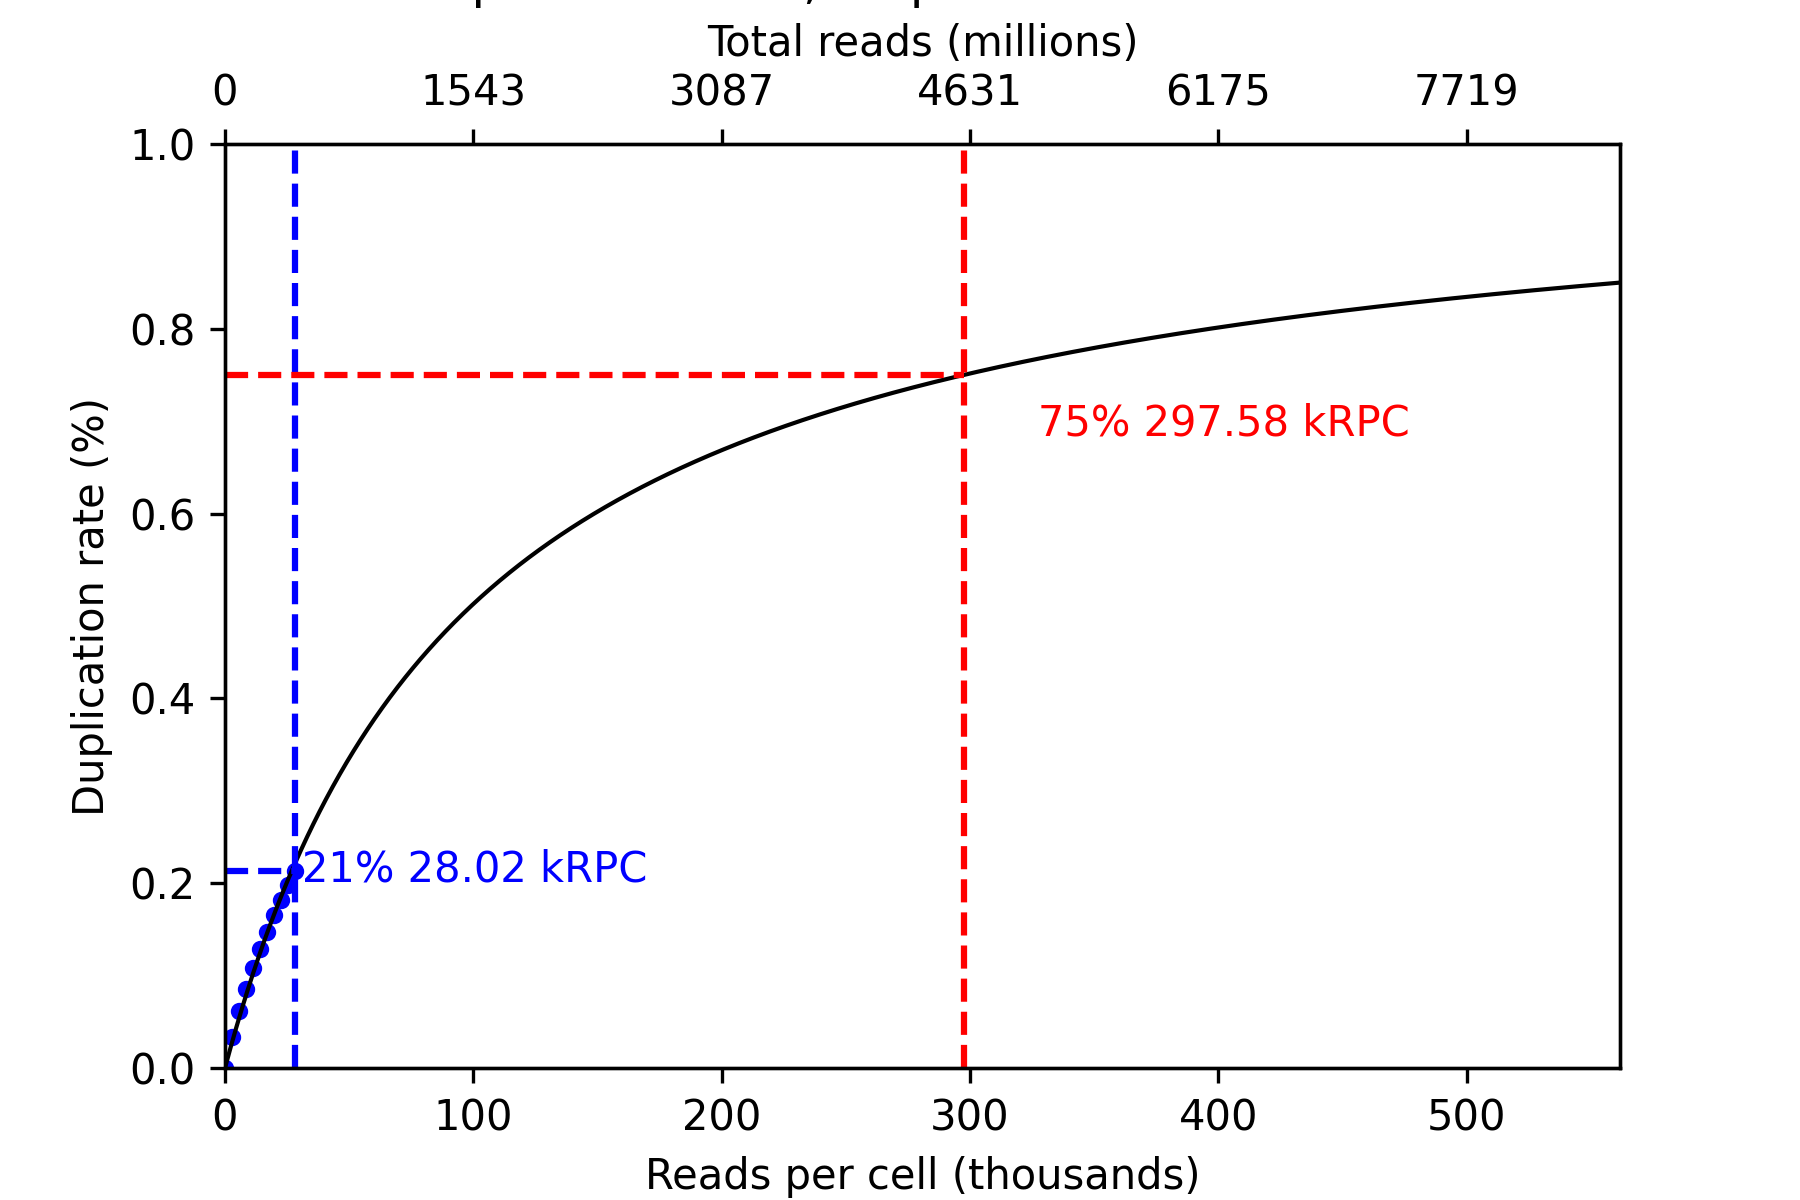 Total reads (millions)
0 1543 3087 4631 6175 7719
1.0
0.8
0.6
0.4
0.2
0.0
Duplication rate (%)
75% 297.58 kRPC
21% 28.02 kRPC
0 100 200 300 400 500
Reads per cell (thousands)